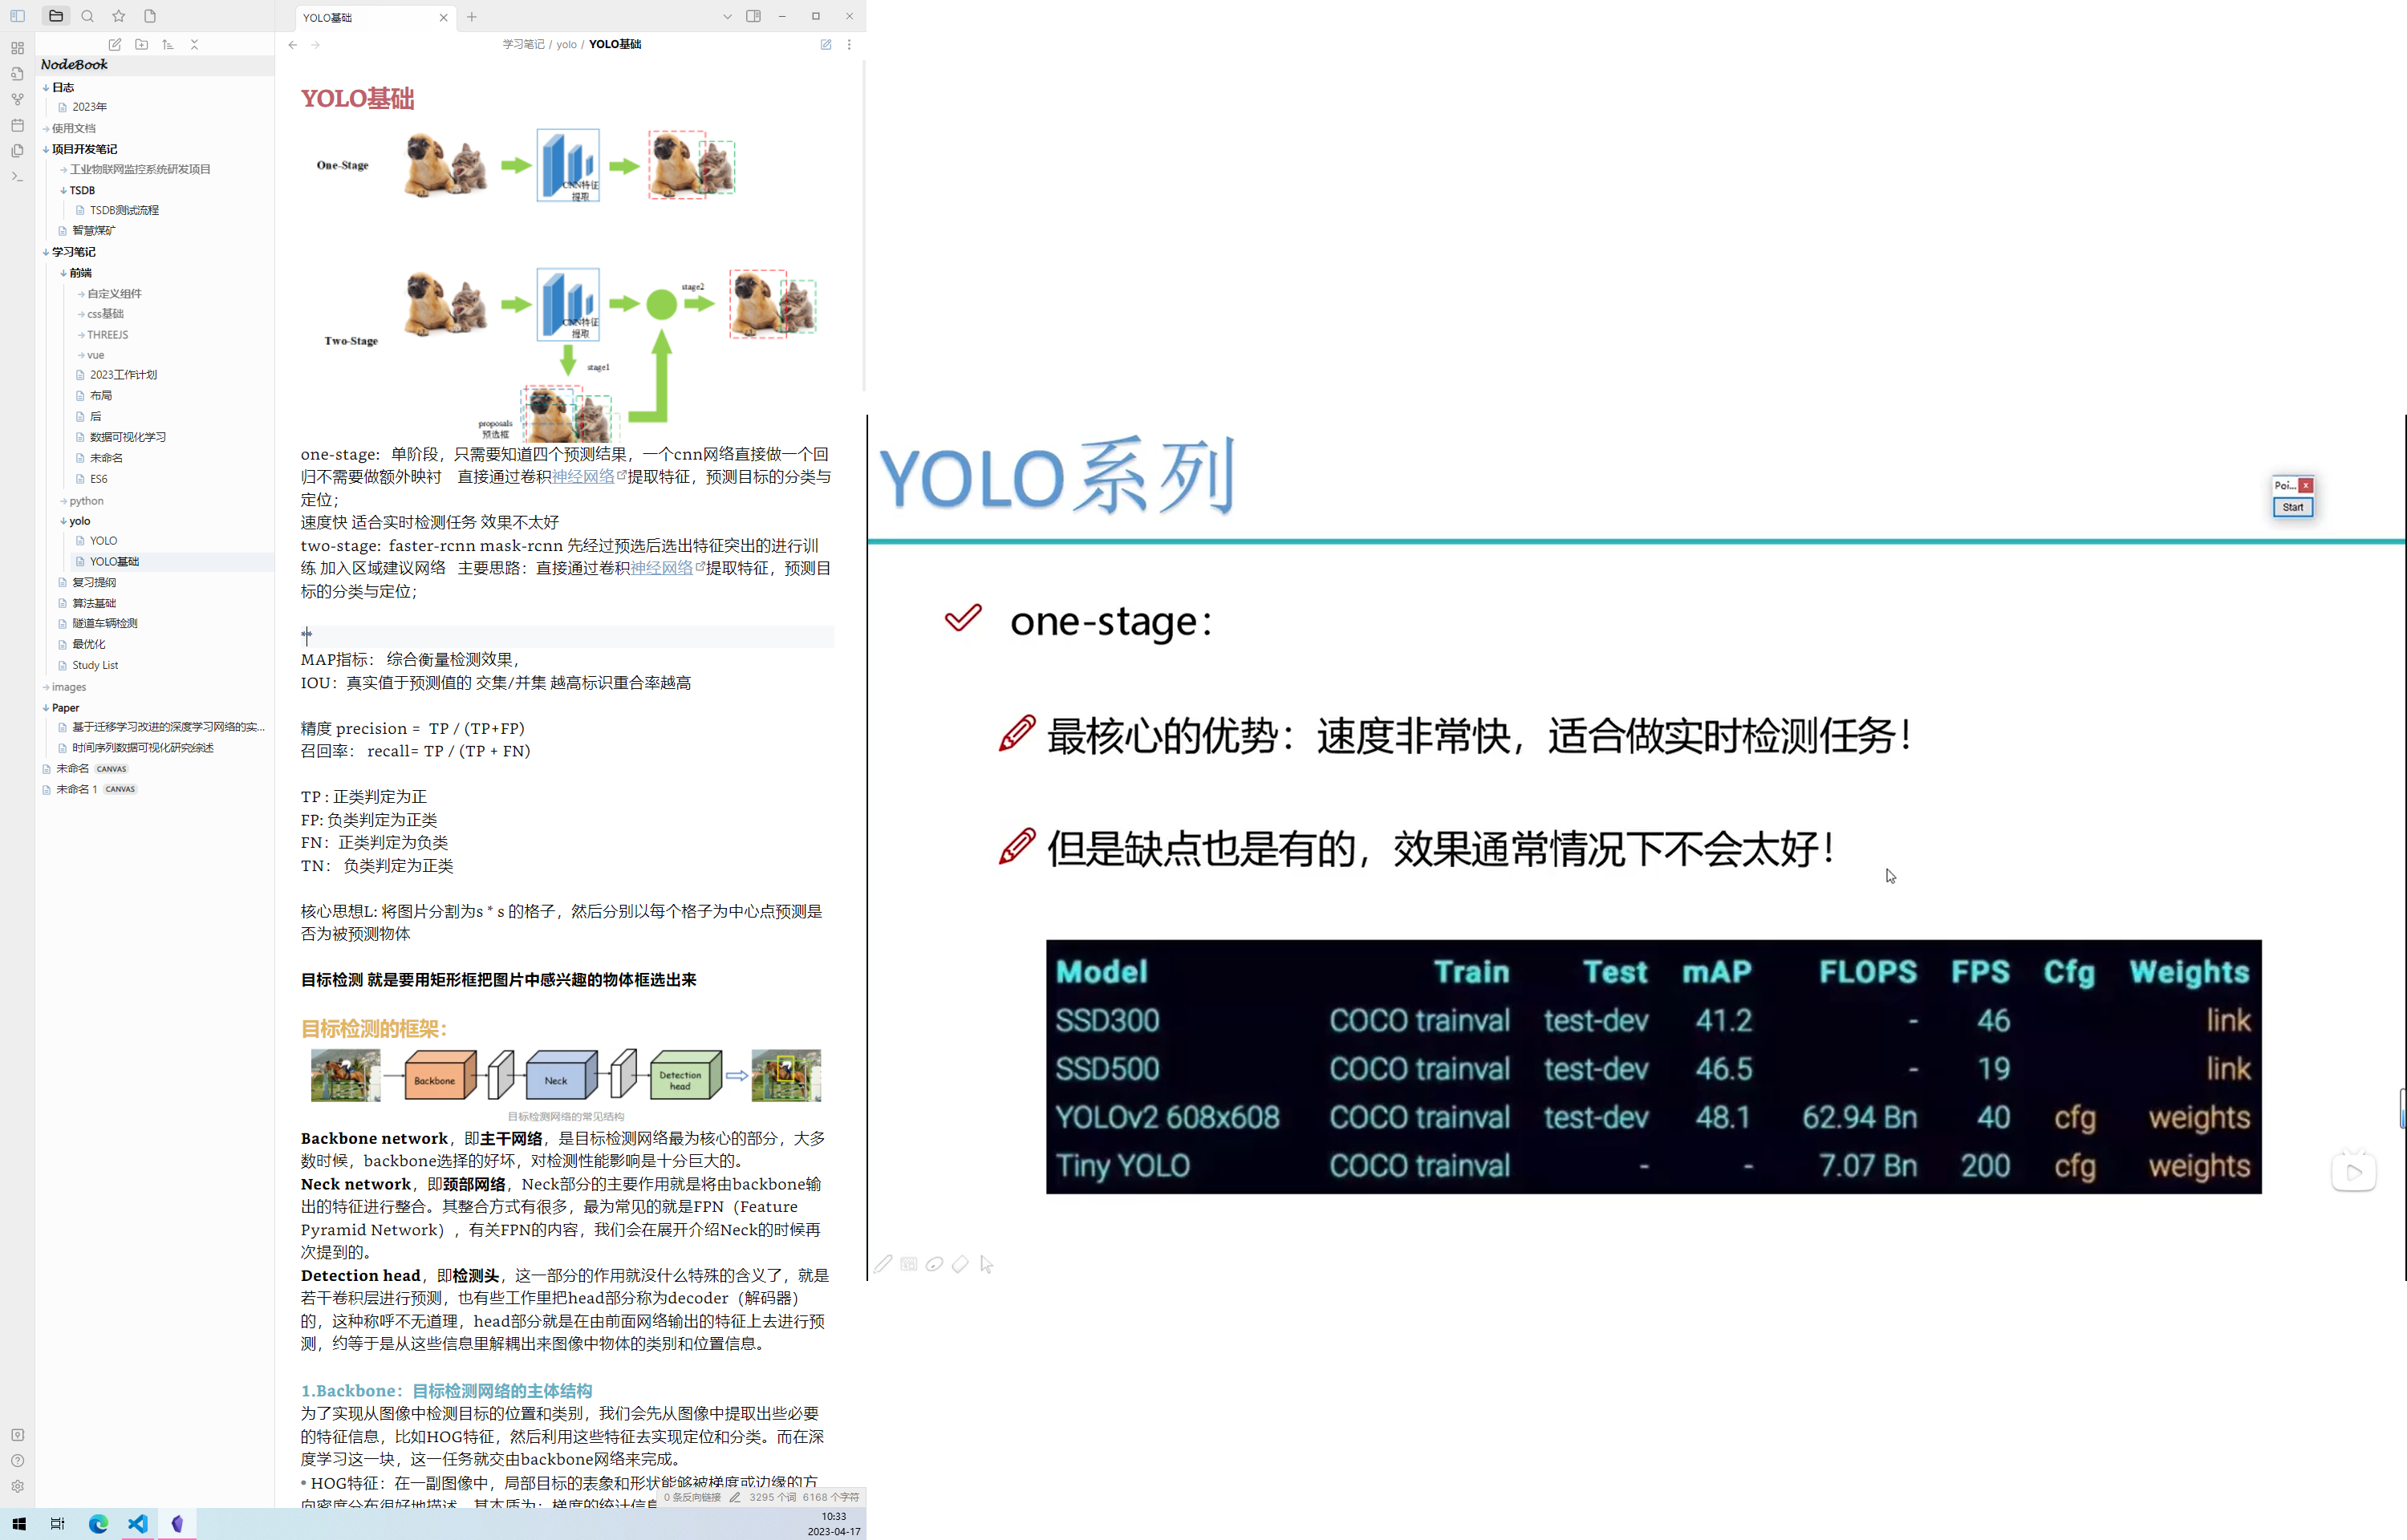 YOLO基础
学习笔记 / yolo / YOLO基础
NodeBook
日志
2023年
使用文档
项目开发笔记
工业物联网监控系统研发项目
TSDB
TSDB测试流程
智慧煤矿
学习笔记
前端
自定义组件
css基础
THREEJS
vue
2023工作计划
布局
后
数据可视化学习
未命名
ES6
python
yolo
YOLO
YOLO基础
复习提纲
算法基础
隧道车辆检测
最优化
Study List
images
Paper
基于迁移学习改进的深度学习网络的实...
时间序列数据可视化研究综述
未命名 CANVAS
未命名 1 CANVAS
YOLO基础
One-Stage
CNN特征
提取
Two-Stage
CNN特征
提取
stage2
stage1
proposals
预选框
one-stage: 单阶段，只需要知道四个预测结果，一个cnn网络直接做一个回
归不需要做额外映衬 直接通过卷积神经网络提取特征，预测目标的分类与
定位；
速度快 适合实时检测任务 效果不太好
two-stage: faster-rcnn mask-rcnn 先经过预选后选出特征突出的进行训
练 加入区域建议网络 主要思路：直接通过卷积神经网络提取特征，预测目
标的分类与定位；
**
MAP指标： 综合衡量检测效果，
IOU：真实值于预测值的 交集/并集 越高标识重合率越高
精度 precision = TP / (TP+FP)
召回率： recall= TP / (TP + FN)
TP : 正类判定为正
FP: 负类判定为正类
FN：正类判定为负类
TN： 负类判定为正类
核心思想L: 将图片分割为s * s 的格子，然后分别以每个格子为中心点预测是
否为被预测物体
目标检测 就是要用矩形框把图片中感兴趣的物体框选出来
目标检测的框架：
Backbone
Neck
Detection
head
目标检测网络的常见结构
Backbone network，即主干网络，是目标检测网络最为核心的部分，大多
数时候，backbone选择的好坏，对检测性能影响是十分巨大的。
Neck network，即颈部网络，Neck部分的主要作用就是将由backbone输
出的特征进行整合。其整合方式有很多，最为常见的就是FPN（Feature
Pyramid Network），有关FPN的内容，我们会在展开介绍Neck的时候再
次提到的。
Detection head，即检测头，这一部分的作用就没什么特殊的含义了，就是
若干卷积层进行预测，也有些工作里把head部分称为decoder（解码器）
的，这种称呼不无道理，head部分就是在由前面网络输出的特征上去进行预
测，约等于是从这些信息里解耦出来图像中物体的类别和位置信息。
1.Backbone：目标检测网络的主体结构
为了实现从图像中检测目标的位置和类别，我们会先从图像中提取出些必要
的特征信息，比如HOG特征，然后利用这些特征去实现定位和分类。而在深
度学习这一块，这一任务就交由backbone网络来完成。
• HOG特征：在一副图像中，局部目标的表象和形状能够被梯度或边缘的方
向密度分布很好地描述。其本质为：梯度的统计信息
0 条反向链接 3295 个词 6168 个字符
10:33
2023-04-17
YOLO系列
Poi... x
Start
one-stage：
最核心的优势：速度非常快，适合做实时检测任务！
但是缺点也是有的，效果通常情况下不会太好！
Model Train Test mAP FLOPS FPS Cfg Weights
SSD300 COCO trainval test-dev 41.2 - 46 link
SSD500 COCO trainval test-dev 46.5 - 19 link
YOLOv2 608x608 COCO trainval test-dev 48.1 62.94 Bn 40 cfg weights
Tiny YOLO COCO trainval - - 7.07 Bn 200 cfg weights